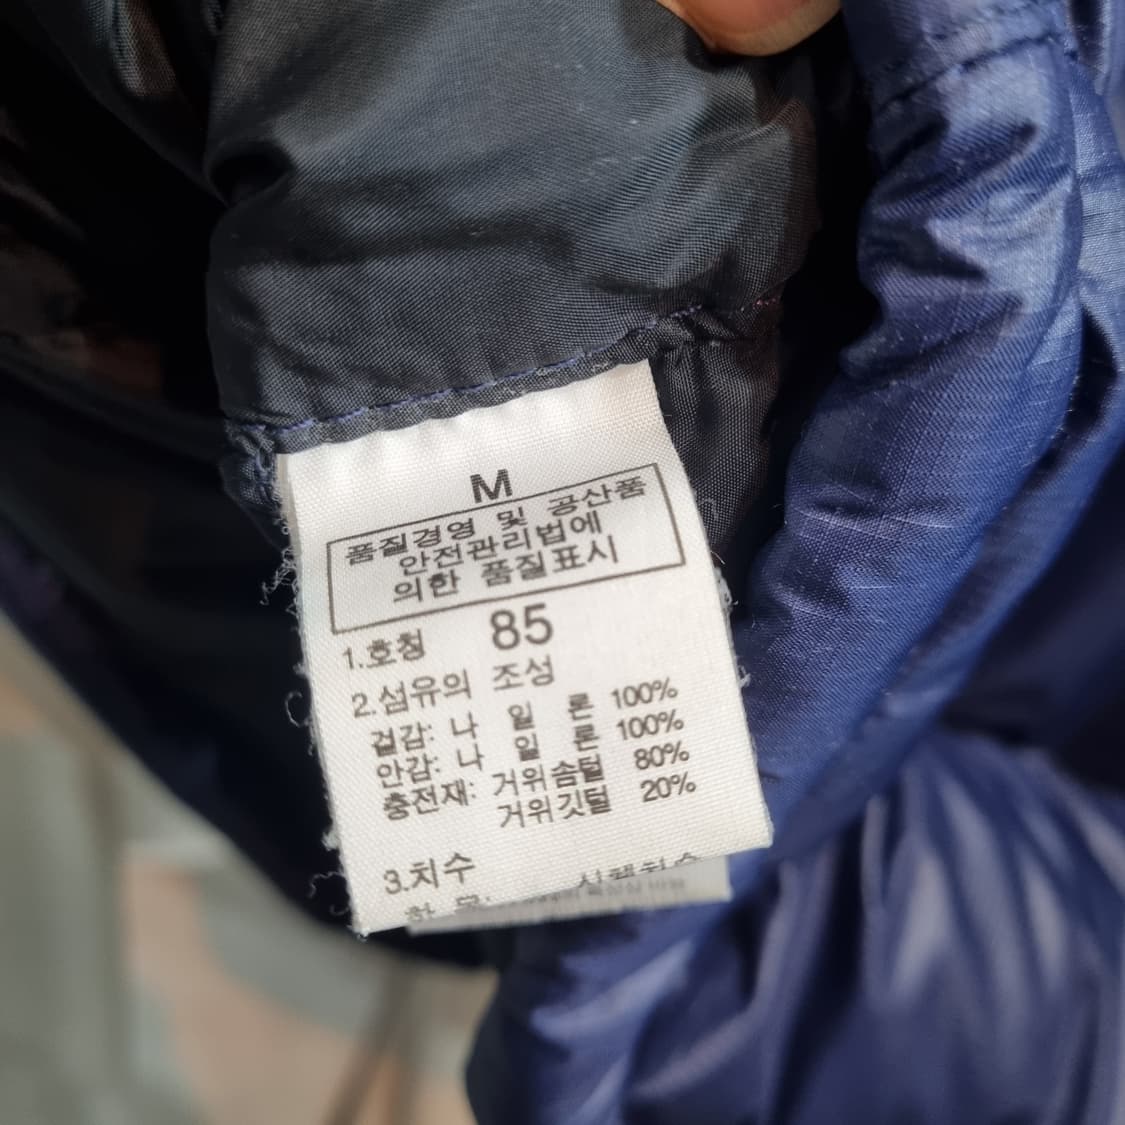 M
품질경영 및 공산품
안전관리법에
의한 품질표시
1.호칭 85
2.섬유의 조성
겉감: 나 일 론 100%
안감: 나 일 론 100%
충전재: 거위솜털 80%
거위깃털 20%
3.치수